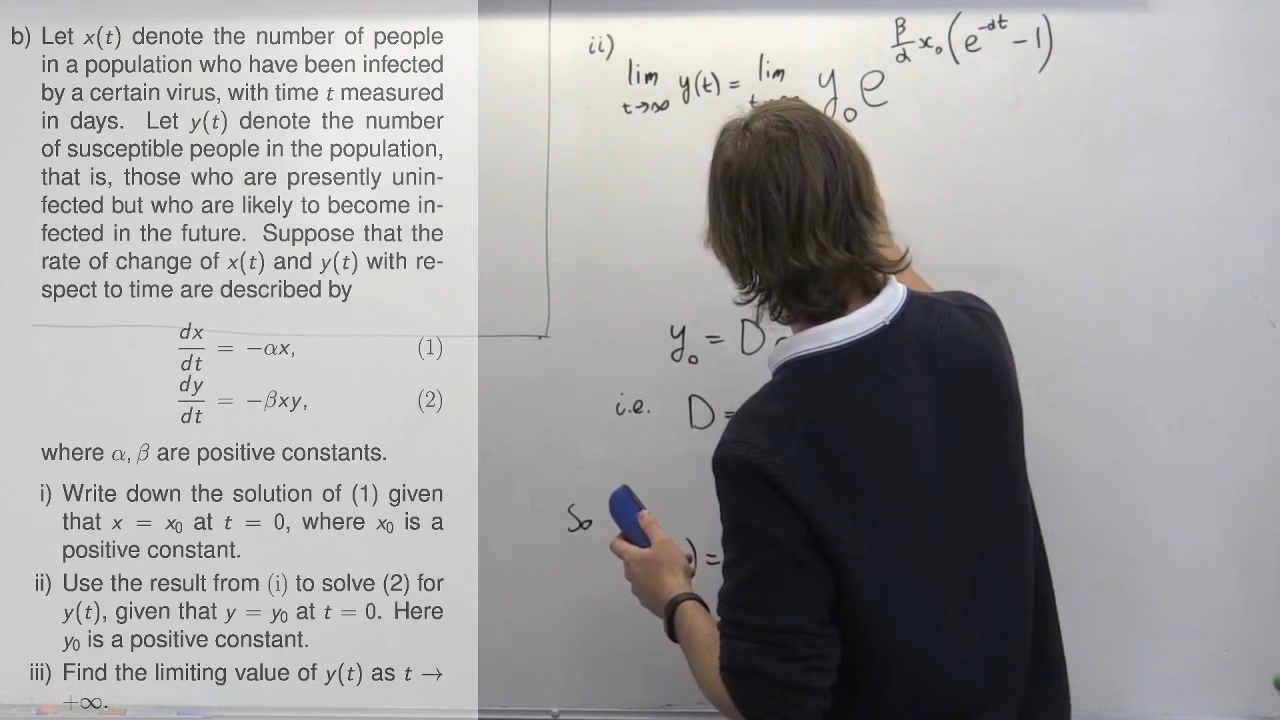 b) Let x(t) denote the number of people
in a population who have been infected
by a certain virus, with time t measured
in days. Let y(t) denote the number
of susceptible people in the population,
that is, those who are presently unin-
fected but who are likely to become in-
fected in the future. Suppose that the
rate of change of x(t) and y(t) with re-
spect to time are described by
dx/dt = −αx, (1)
dy/dt = −βxy, (2)
where α, β are positive constants.
i) Write down the solution of (1) given
that x = x₀ at t = 0, where x₀ is a
positive constant.
ii) Use the result from (i) to solve (2) for
y(t), given that y = y₀ at t = 0. Here
y₀ is a positive constant.
iii) Find the limiting value of y(t) as t →
+∞.
ii)
lim t→∞ y(t) = lim y₀ e^(β/α x₀ (e^(-αt) - 1))
y₀ = D
i.e. D =
So
) =